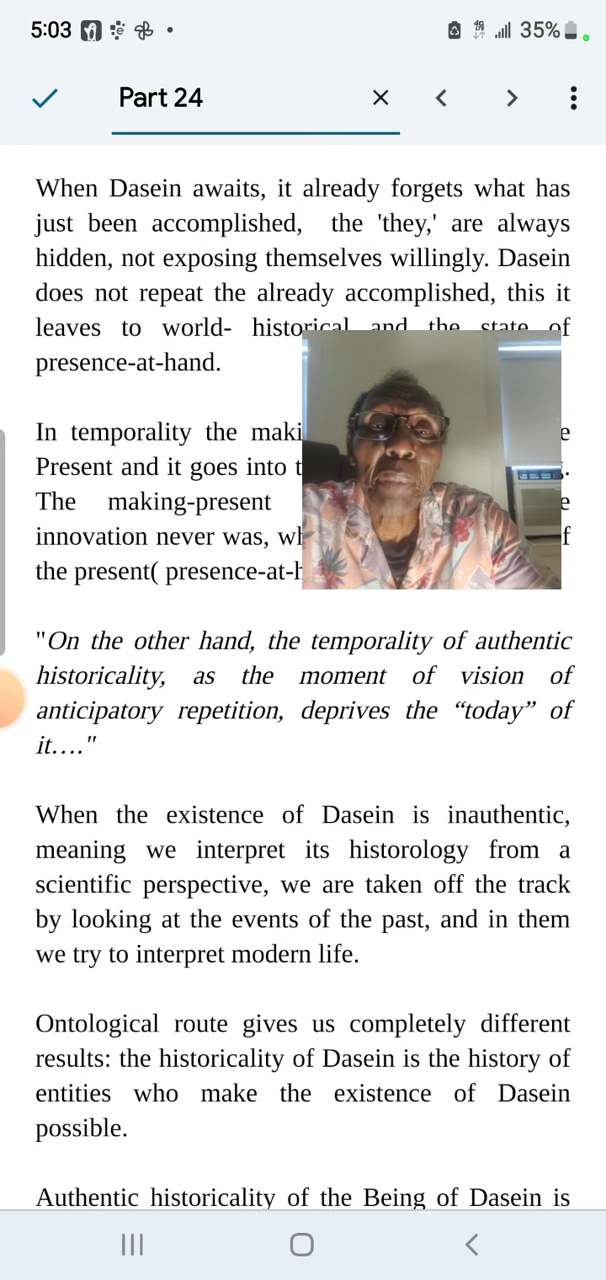 5:03
35%
Part 24
When Dasein awaits, it already forgets what has
just been accomplished, the 'they,' are always
hidden, not exposing themselves willingly. Dasein
does not repeat the already accomplished, this it
leaves to world- historical and the state of
presence-at-hand.
In temporality the
Present and it goes into
The making-present
innovation never was,
the present( 
"On the other hand, the temporality of authentic
historicality, as the moment of vision of
anticipatory repetition, deprives the “today” of
it…."
When the existence of Dasein is inauthentic,
meaning we interpret its historology from a
scientific perspective, we are taken off the track
by looking at the events of the past, and in them
we try to interpret modern life.
Ontological route gives us completely different
results: the historicality of Dasein is the history of
entities who make the existence of Dasein
possible.
Authentic historicality of the Being of Dasein is